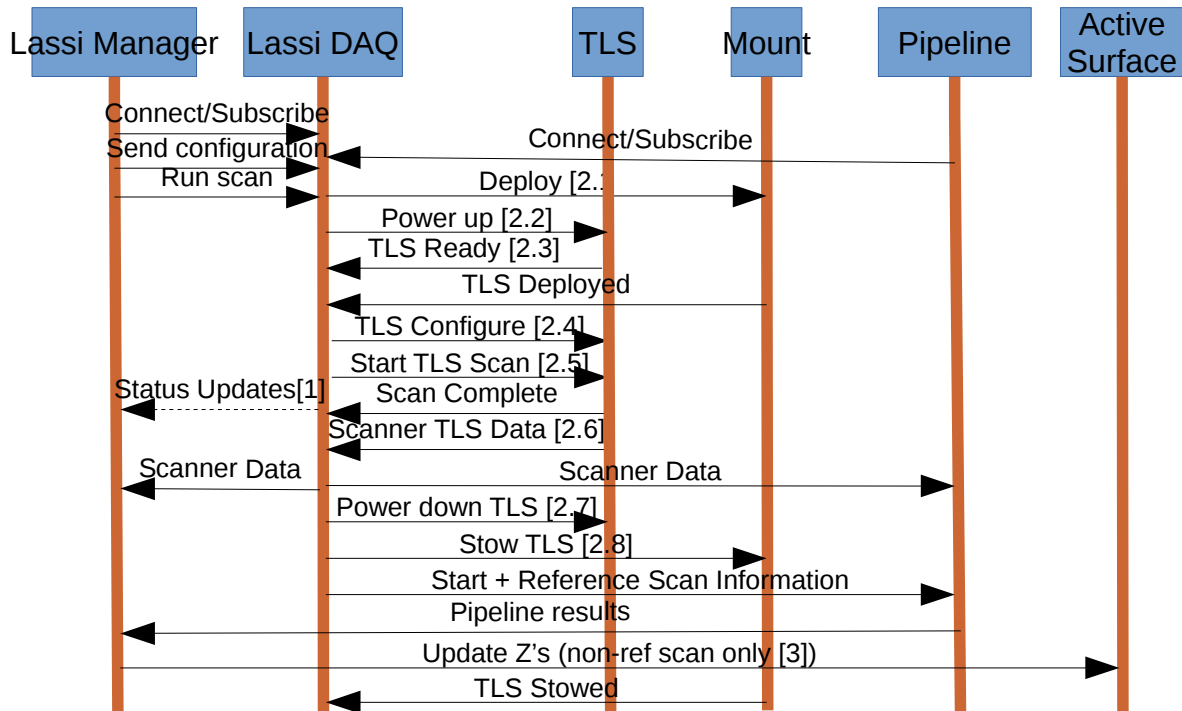 Lassi Manager
Lassi DAQ
TLS
Mount
Pipeline
Active
Surface
Connect/Subscribe
Connect/Subscribe
Send configuration
Run scan
Deploy [2.1
Power up [2.2]
TLS Ready [2.3]
TLS Deployed
TLS Configure [2.4]
Start TLS Scan [2.5]
Status Updates[1]
Scan Complete
Scanner TLS Data [2.6]
Scanner Data
Scanner Data
Power down TLS [2.7]
Stow TLS [2.8]
Start + Reference Scan Information
Pipeline results
Update Z’s (non-ref scan only [3])
TLS Stowed